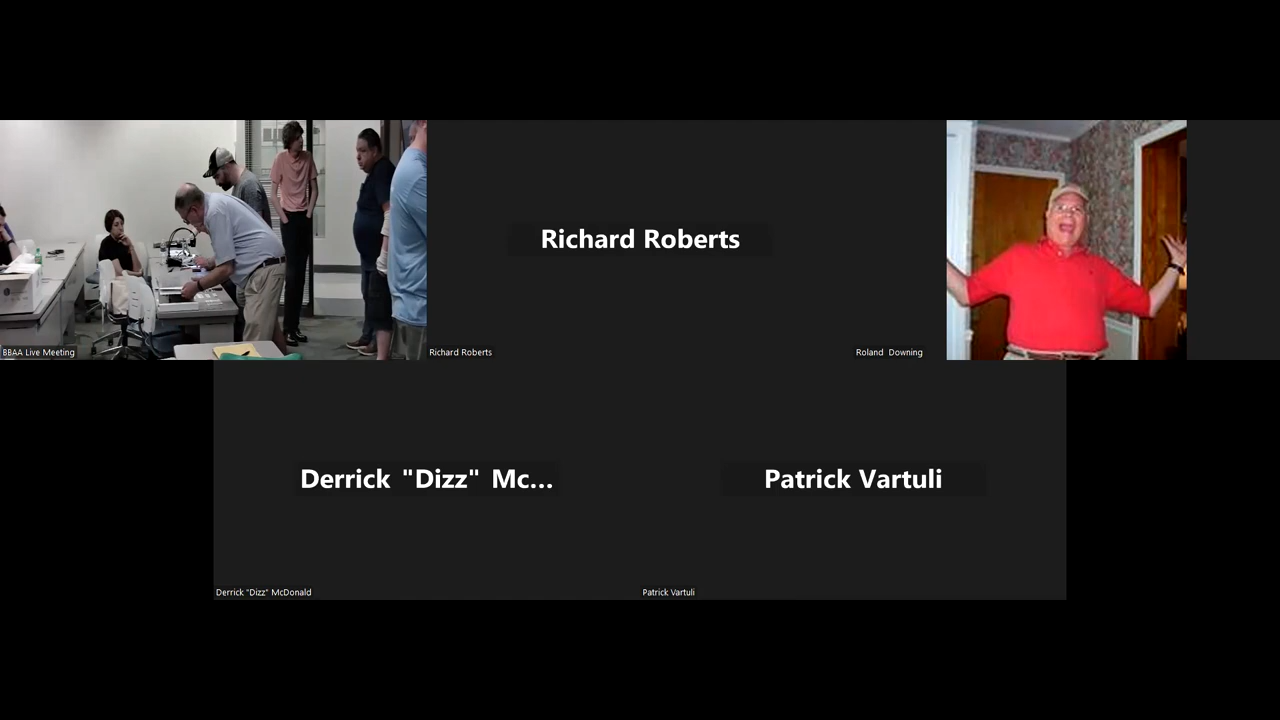 Richard Roberts
BBAA Live Meeting
Richard Roberts
Roland Downing
Derrick "Dizz" Mc...
Patrick Vartuli
Derrick "Dizz" McDonald
Patrick Vartuli